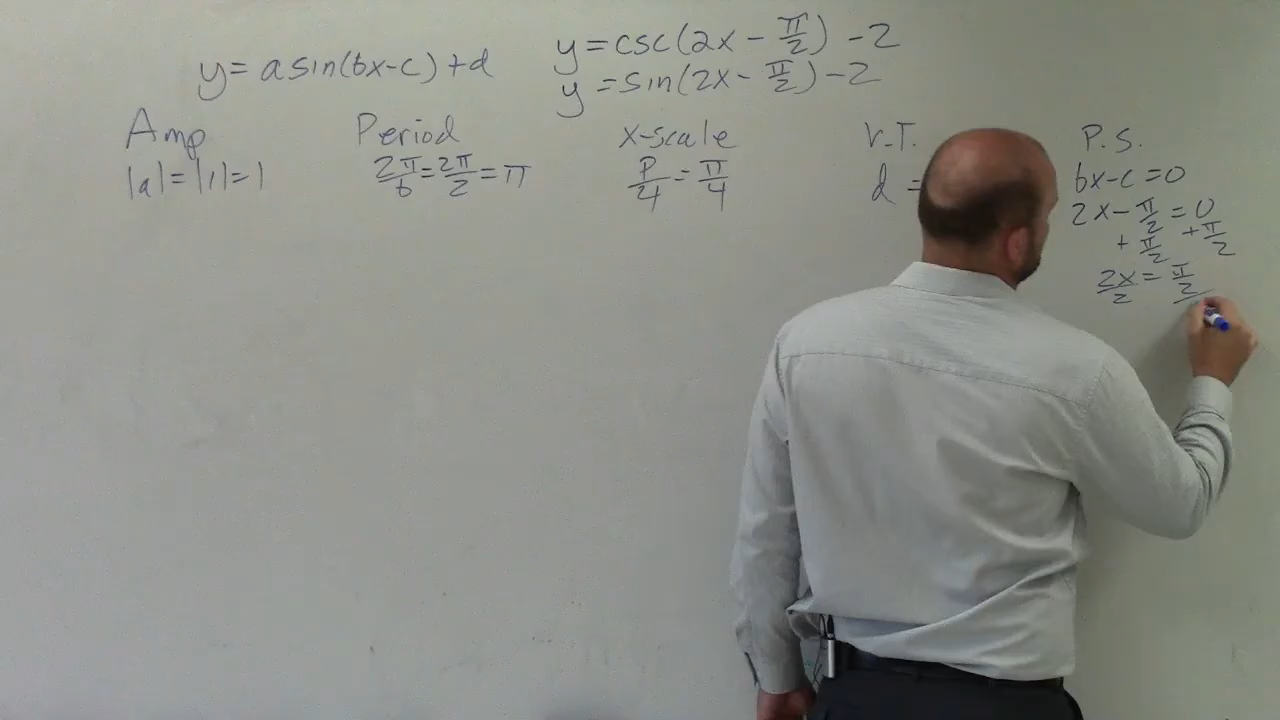 y = a sin(bx-c) + d
y = csc(2x - π/2) - 2
y = sin(2x - π/2) - 2
Amp
|a| = |1| = 1
Period
2π/b = 2π/2 = π
x-scale
P/4 = π/4
V.T.
d =
P.S.
bx-c = 0
2x - π/2 = 0
+ π/2 + π/2
2x/2 = π/2